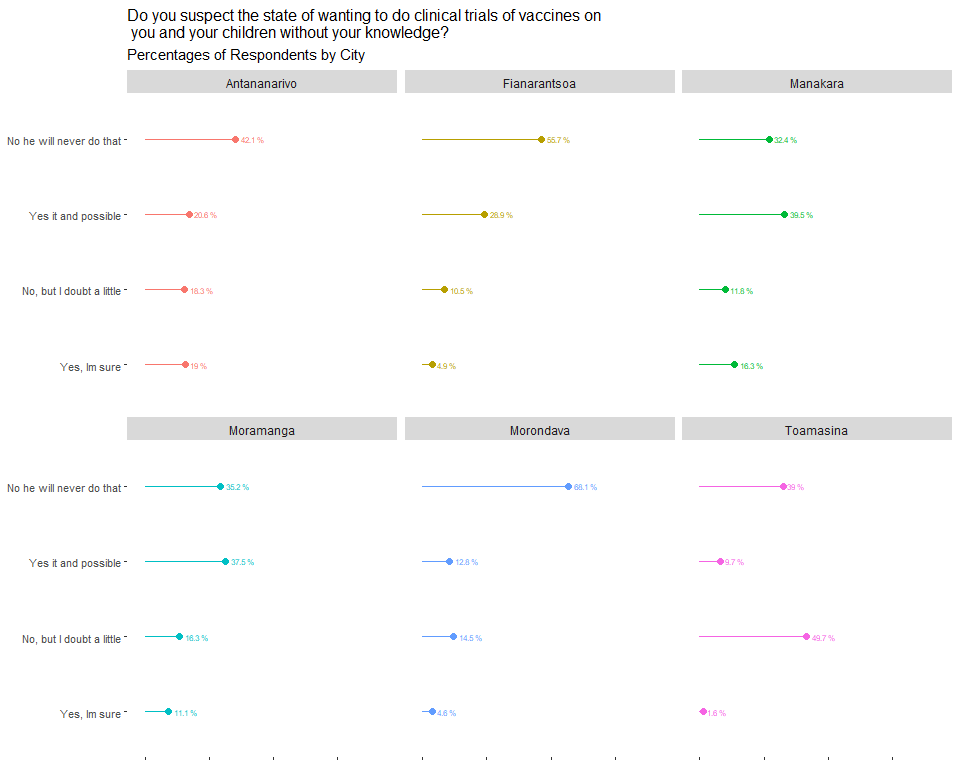 Do you suspect the state of wanting to do clinical trials of vaccines on
you and your children without your knowledge?
Percentages of Respondents by City
Antananarivo
Fianarantsoa
Manakara
No he will never do that
42.1 %
55.7 %
32.4 %
Yes it and possible
20.6 %
28.9 %
39.5 %
No, but I doubt a little
18.3 %
10.5 %
11.8 %
Yes, Im sure
19 %
4.9 %
16.3 %
Moramanga
Morondava
Toamasina
No he will never do that
35.2 %
68.1 %
39 %
Yes it and possible
37.5 %
12.8 %
9.7 %
No, but I doubt a little
16.3 %
14.5 %
49.7 %
Yes, Im sure
11.1 %
4.6 %
1.6 %